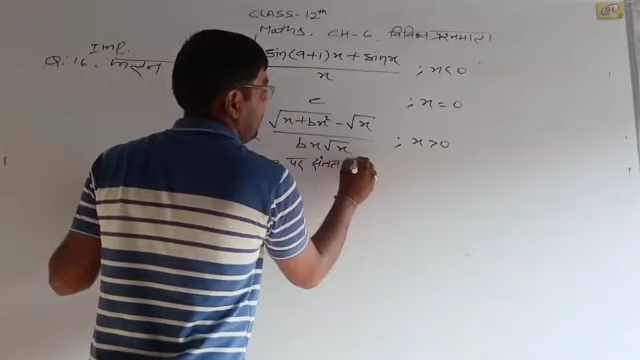 CLASS-12th
Maths. CH-6. विविध प्रश्नमाला
Imp.
Q. 16.
sin(a+1)x + sinx
x
; x<0
c ; x=0
√x+bx² - √x
bx√x
; x>0
पर संतत